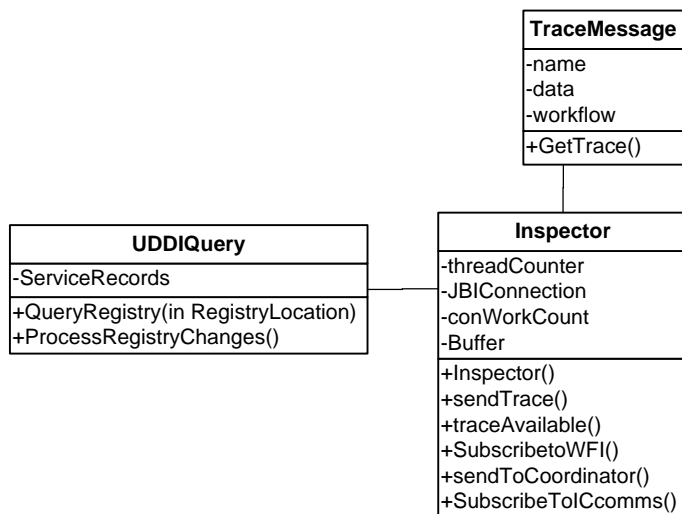 TraceMessage
-name
-data
-workflow
+GetTrace()
UDDIQuery
-ServiceRecords
+QueryRegistry(in RegistryLocation)
+ProcessRegistryChanges()
Inspector
-threadCounter
-JBIConnection
-conWorkCount
-Buffer
+Inspector()
+sendTrace()
+traceAvailable()
+SubscribetoWFI()
+sendToCoordinator()
+SubscribeToICcomms()